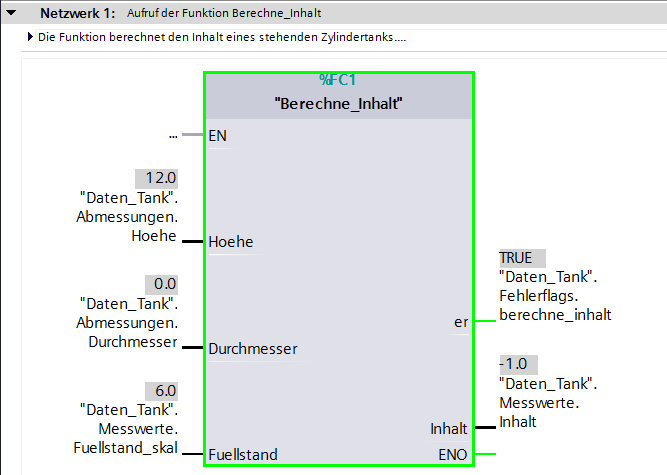 Netzwerk 1: Aufruf der Funktion Berechne_Inhalt
Die Funktion berechnet den Inhalt eines stehenden Zylindertanks....
%FC1
"Berechne_Inhalt"
... EN
12.0
"Daten_Tank".
Abmessungen.
Hoehe
Hoehe
0.0
"Daten_Tank".
Abmessungen.
Durchmesser
Durchmesser
6.0
"Daten_Tank".
Messwerte.
Fuellstand_skal
Fuellstand
TRUE
"Daten_Tank".
Fehlerflags.
berechne_inhalt
er
-1.0
"Daten_Tank".
Messwerte.
Inhalt
Inhalt
ENO